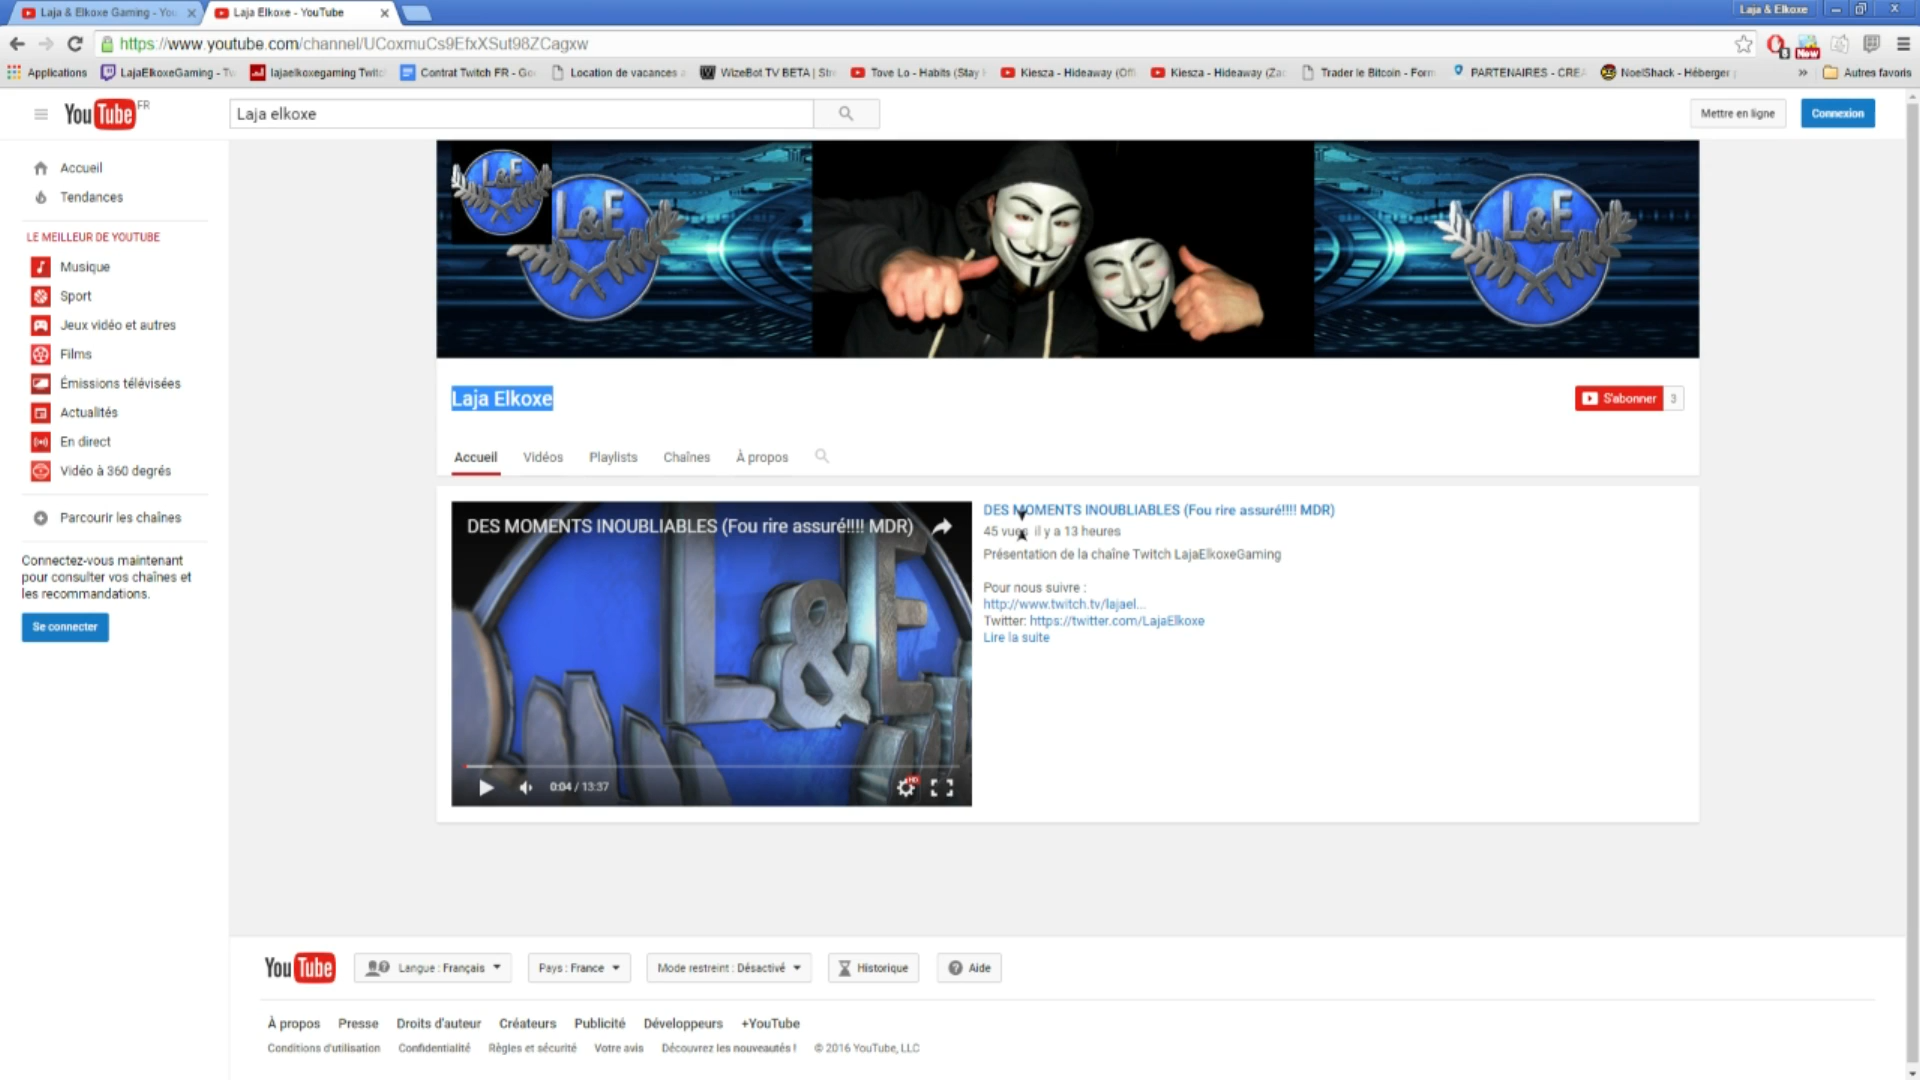 Laja & Elkoxe Gaming - You
Laja Elkoxe - YouTube
Laja & Elkoxe
https://www.youtube.com/channel/UCoxmuCs9EfxXSut98ZCagxw
New
Applications
LajaElkoxeGaming - Tw
lajaelkoxegaming Twitc
Contrat Twitch FR - Goo
Location de vacances
WizeBot TV BETA | Str
Tove Lo - Habits (Stay
Kiesza - Hideaway (Offi
Kiesza - Hideaway (Zac
Trader le Bitcoin - Form
PARTENAIRES - CREA
NoelShack - Héberger
Autres favoris
YouTube FR
Laja elkoxe
Mettre en ligne
Connexion
Accueil
Tendances
LE MEILLEUR DE YOUTUBE
Musique
Sport
Jeux vidéo et autres
Films
Émissions télévisées
Actualités
En direct
Vidéo à 360 degrés
Parcourir les chaînes
Connectez-vous maintenant
pour consulter vos chaînes et
les recommandations.
Se connecter
L&E
L&E
L&E
Laja Elkoxe
S'abonner 3
Accueil Vidéos Playlists Chaînes À propos
DES MOMENTS INOUBLIABLES (Fou rire assuré!!!! MDR)
L&E
0:04 / 13:37
HD
DES MOMENTS INOUBLIABLES (Fou rire assuré!!!! MDR)
45 vues il y a 13 heures
Présentation de la chaîne Twitch LajaElkoxeGaming
Pour nous suivre :
http://www.twitch.tv/lajael...
Twitter: https://twitter.com/LajaElkoxe
Lire la suite
YouTube
Langue : Français
Pays : France
Mode restreint : Désactivé
Historique
Aide
À propos Presse Droits d'auteur Créateurs Publicité Développeurs +YouTube
Conditions d'utilisation Confidentialité Règles et sécurité Votre avis Découvrez les nouveautés ! © 2016 YouTube, LLC